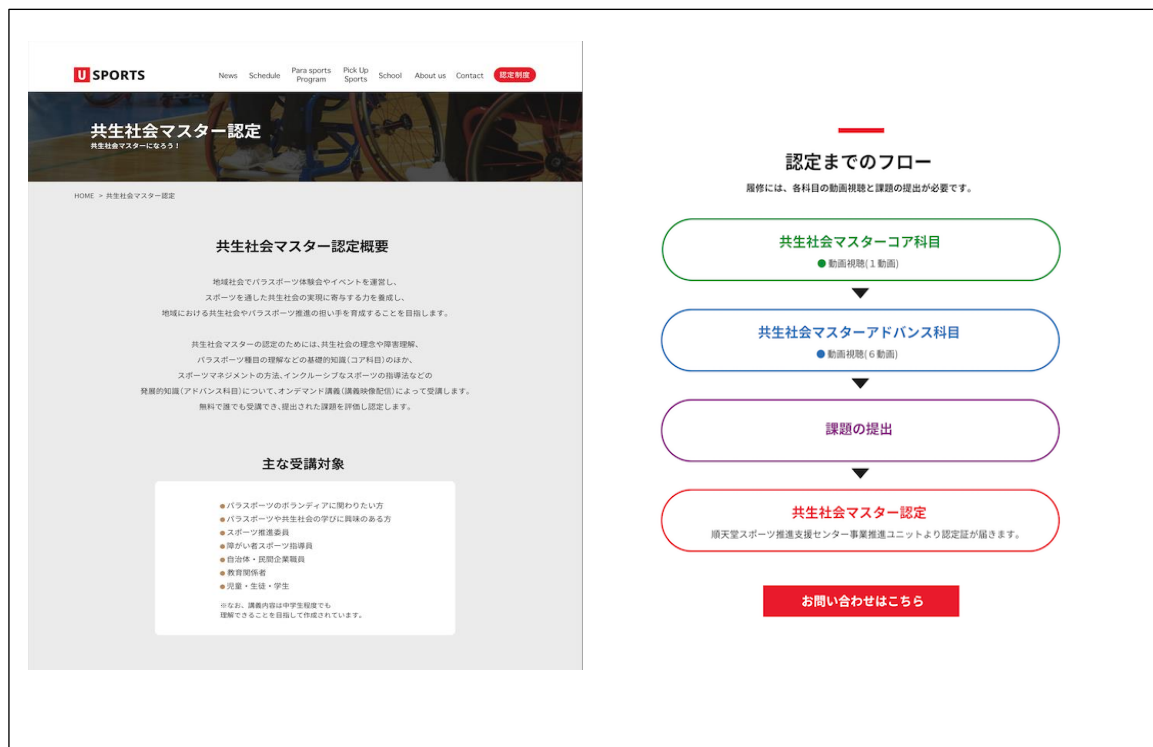 U SPORTS
News Schedule Para sports Program Pick Up Sports School About us Contact 認定制度
共生社会マスター認定
共生社会マスターになろう！
HOME > 共生社会マスター認定
共生社会マスター認定概要
地域社会でパラスポーツ体験会やイベントを運営し、
スポーツを通した共生社会の実現に寄与する力を養成し、
地域における共生社会やパラスポーツ推進の担い手を育成することを目指します。
共生社会マスターの認定のためには、共生社会の理念や障害理解、
パラスポーツ種目の理解などの基礎的知識（コア科目）のほか、
スポーツマネジメントの方法、インクルーシブなスポーツの指導法などの
発展的知識（アドバンス科目）について、オンデマンド講義（講義映像配信）によって受講します。
無料で誰でも受講でき、提出された課題を評価し認定します。
主な受講対象
●パラスポーツのボランディアに関わりたい方
●パラスポーツや共生社会の学びに興味のある方
●スポーツ推進委員
●障がい者スポーツ指導員
●自治体・民間企業職員
●教育関係者
●児童・生徒・学生
※なお、講義内容は中学生程度でも
理解できることを目指して作成されています。
認定までのフロー
履修には、各科目の動画視聴と課題の提出が必要です。
共生社会マスターコア科目
●動画視聴(１動画)
共生社会マスターアドバンス科目
●動画視聴(６動画)
課題の提出
共生社会マスター認定
順天堂スポーツ推進支援センター事業推進ユニットより認定証が届きます。
お問い合わせはこちら